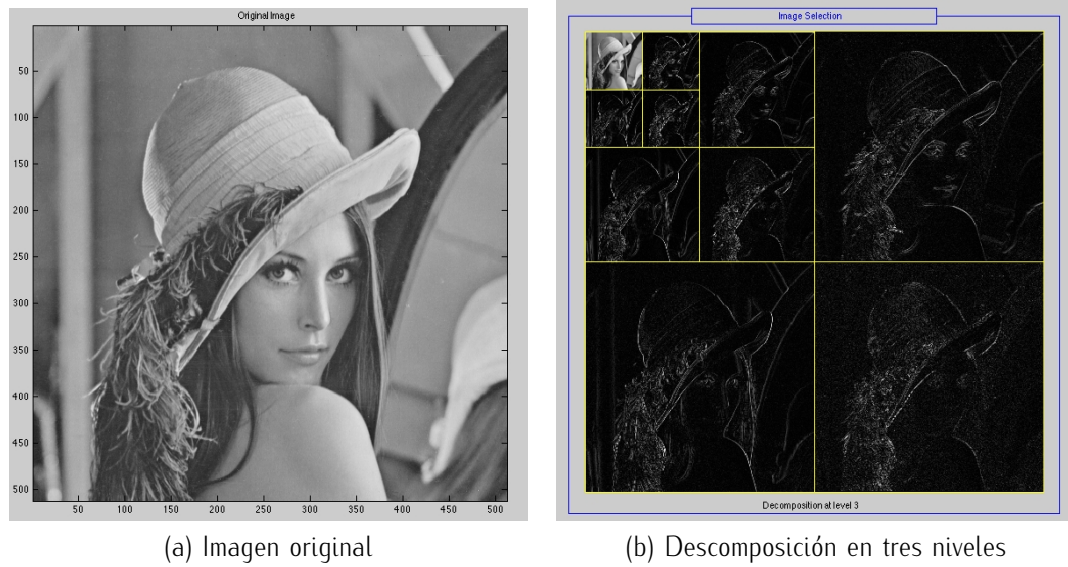 Original Image
50
100
150
200
250
300
350
400
450
500
50 100 150 200 250 300 350 400 450 500
(a) Imagen original
Image Selection
Decomposition at level 3
(b) Descomposición en tres niveles